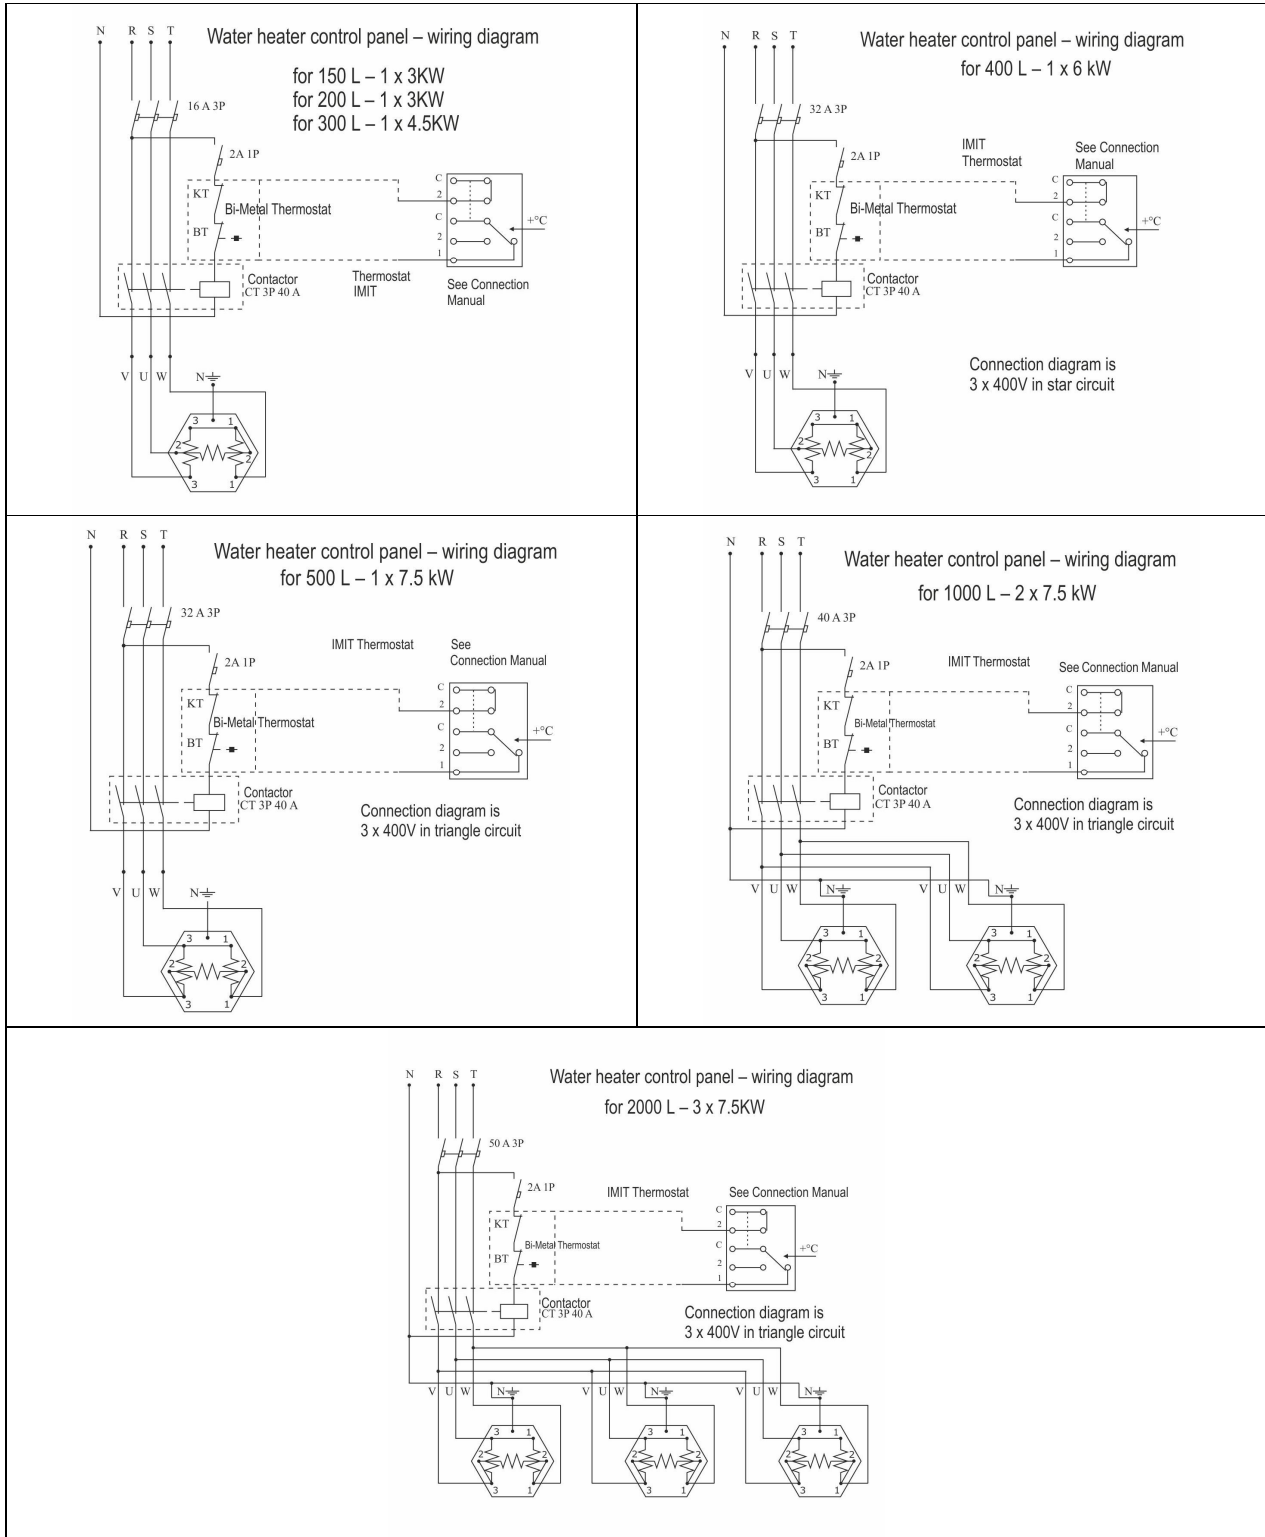 N R S T
Water heater control panel – wiring diagram
for 150 L – 1 x 3KW
for 200 L – 1 x 3KW
for 300 L – 1 x 4.5KW
16 A 3P
2A 1P
KT
Bi-Metal Thermostat
BT
C
2
C
2
1
+°C
Contactor
CT 3P 40 A
Thermostat
IMIT
See Connection
Manual
V U W N
3 1
2 2
3 1
N R S T
Water heater control panel – wiring diagram
for 400 L – 1 x 6 kW
32 A 3P
2A 1P
IMIT
Thermostat
See Connection
Manual
KT
Bi-Metal Thermostat
BT
C
2
C
2
1
+°C
Contactor
CT 3P 40 A
Connection diagram is
3 x 400V in star circuit
V U W N
3 1
2 2
3 1
N R S T
Water heater control panel – wiring diagram
for 500 L – 1 x 7.5 kW
32 A 3P
2A 1P
IMIT Thermostat
See
Connection Manual
KT
Bi-Metal Thermostat
BT
C
2
C
2
1
+°C
Contactor
CT 3P 40 A
Connection diagram is
3 x 400V in triangle circuit
V U W N
3 1
2 2
3 1
N R S T
Water heater control panel – wiring diagram
for 1000 L – 2 x 7.5 kW
40 A 3P
2A 1P
IMIT Thermostat
See Connection Manual
KT
Bi-Metal Thermostat
BT
C
2
C
2
1
+°C
Contactor
CT 3P 40 A
Connection diagram is
3 x 400V in triangle circuit
V U W N V U W N
3 1 3 1
2 2 2 2
3 1 3 1
N R S T
Water heater control panel – wiring diagram
for 2000 L – 3 x 7.5KW
50 A 3P
2A 1P
IMIT Thermostat
See Connection Manual
KT
Bi-Metal Thermostat
BT
C
2
C
2
1
+°C
Contactor
CT 3P 40 A
Connection diagram is
3 x 400V in triangle circuit
V U W N V U W N V U W N
3 1 3 1 3 1
2 2 2 2 2 2
3 1 3 1 3 1